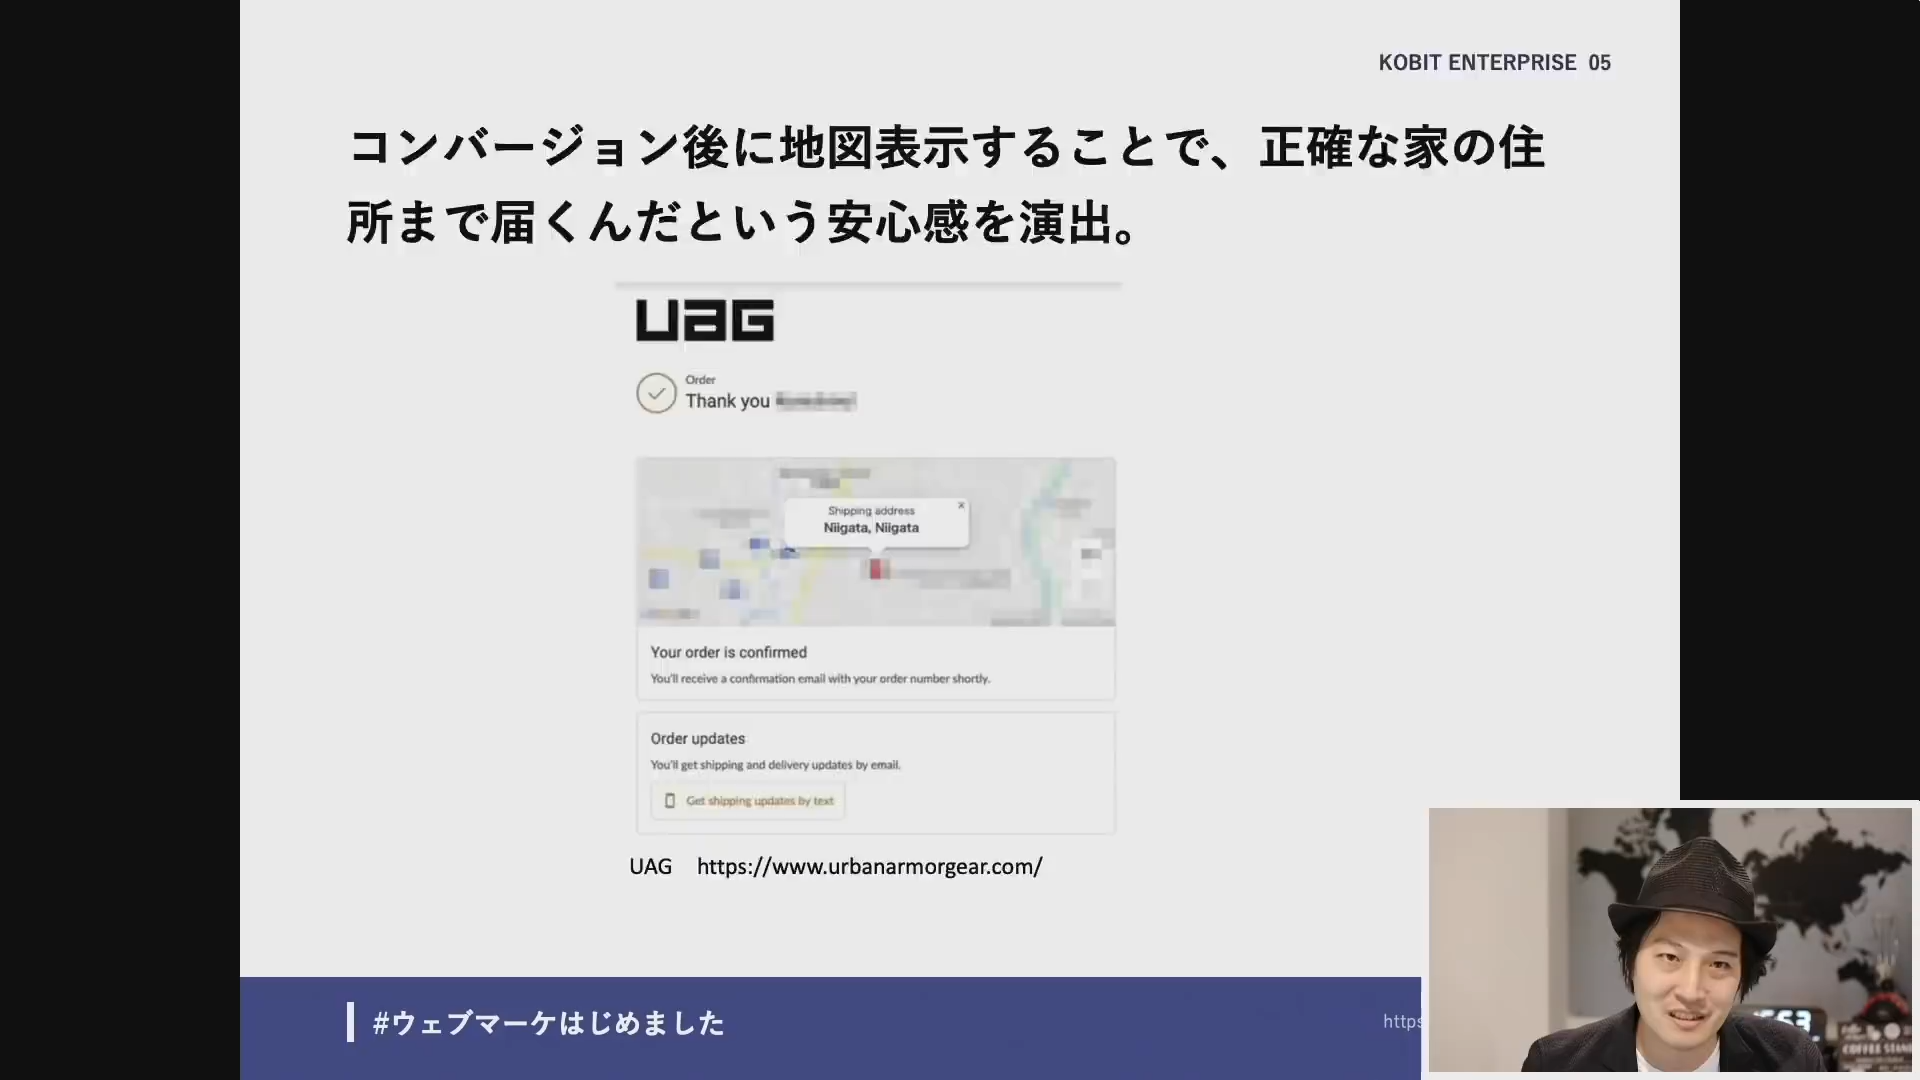 KOBIT ENTERPRISE 05
コンバージョン後に地図表示することで、正確な家の住
所まで届くんだという安心感を演出。
UAG
Order
Thank you
Shipping address
Niigata, Niigata
Your order is confirmed
You'll receive a confirmation email with your order number shortly.
Order updates
You'll get shipping and delivery updates by email.
Get shipping updates by text
UAG https://www.urbanarmorgear.com/
#ウェブマーケはじめました
https